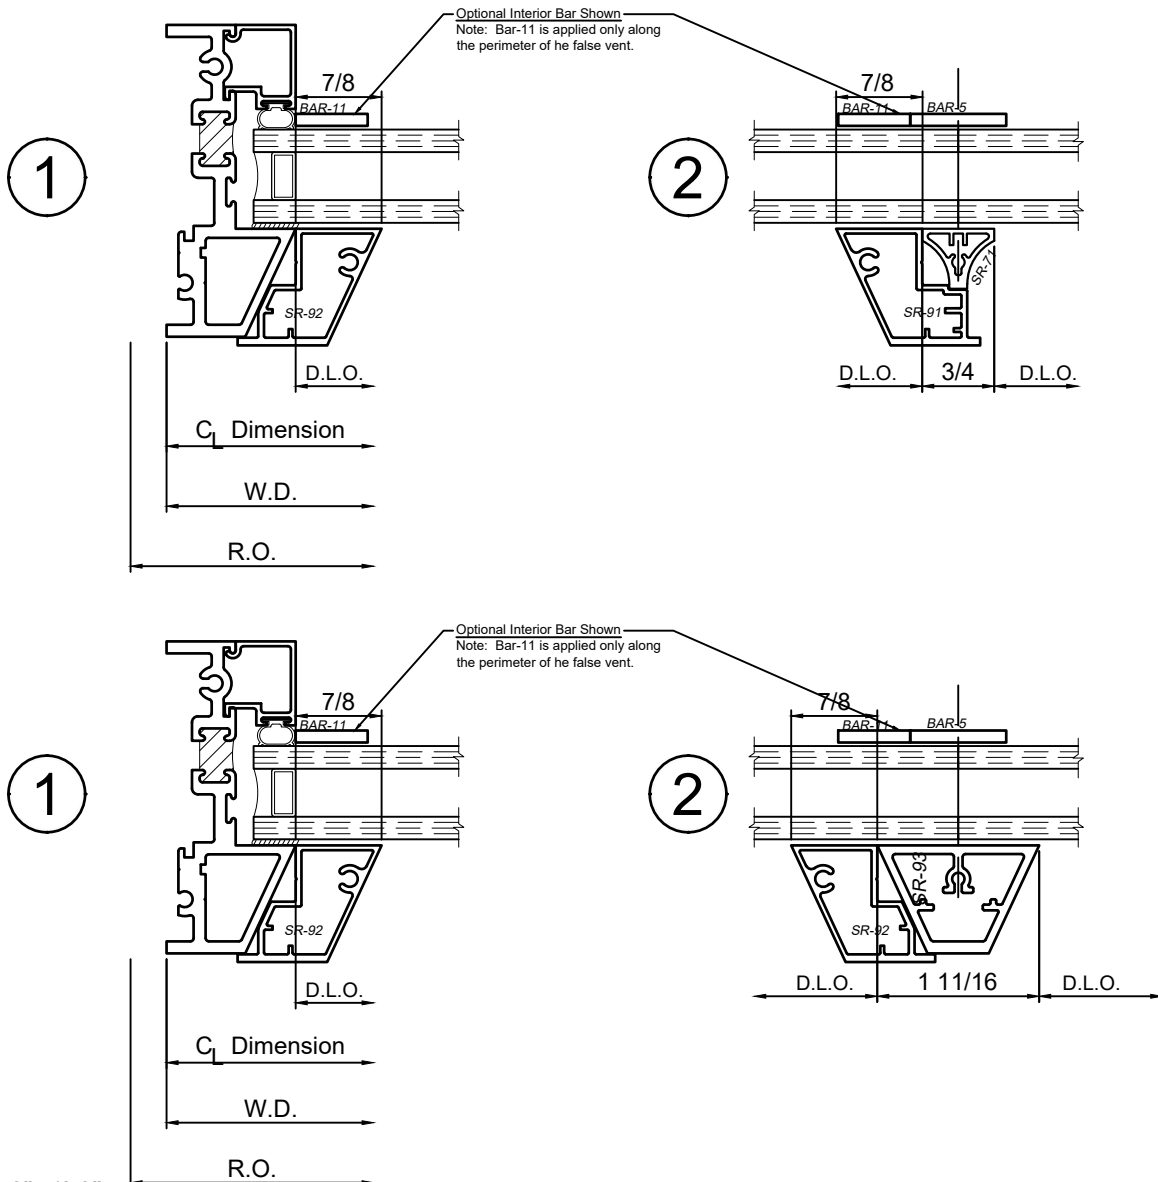 Optional Interior Bar Shown
Note: Bar-11 is applied only along
the perimeter of he false vent.
7/8
7/8
BAR-11
BAR-11
BAR-5
1
2
SR-71
SR-92
SR-91
D.L.O.
D.L.O.
3/4
D.L.O.
CL Dimension
W.D.
R.O.
Optional Interior Bar Shown
Note: Bar-11 is applied only along
the perimeter of he false vent.
7/8
7/8
BAR-11
BAR-11
BAR-5
1
2
SR-93
SR-92
SR-92
D.L.O.
D.L.O.
1 11/16
D.L.O.
CL Dimension
W.D.
R.O.